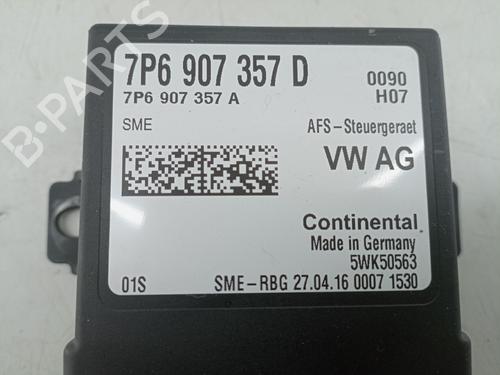 7P6 907 357 D
0090
7P6 907 357 A
H07
SME
AFS-Steuergeraet
VW AG
Continental
Made in Germany
5WK50563
01S
SME-RBG 27.04.16 0007 1530